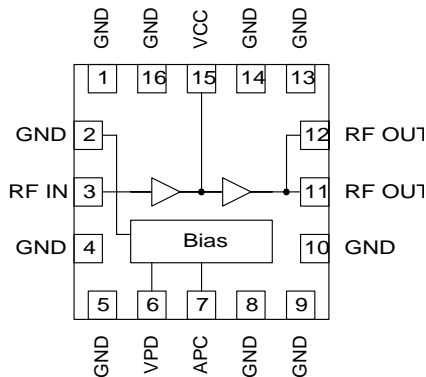 GND GND VCC GND GND
1 16 15 14 13
GND 2 12 RF OUT
RF IN 3 11 RF OUT
GND 4 Bias 10 GND
5 6 7 8 9
GND VPD APC GND GND